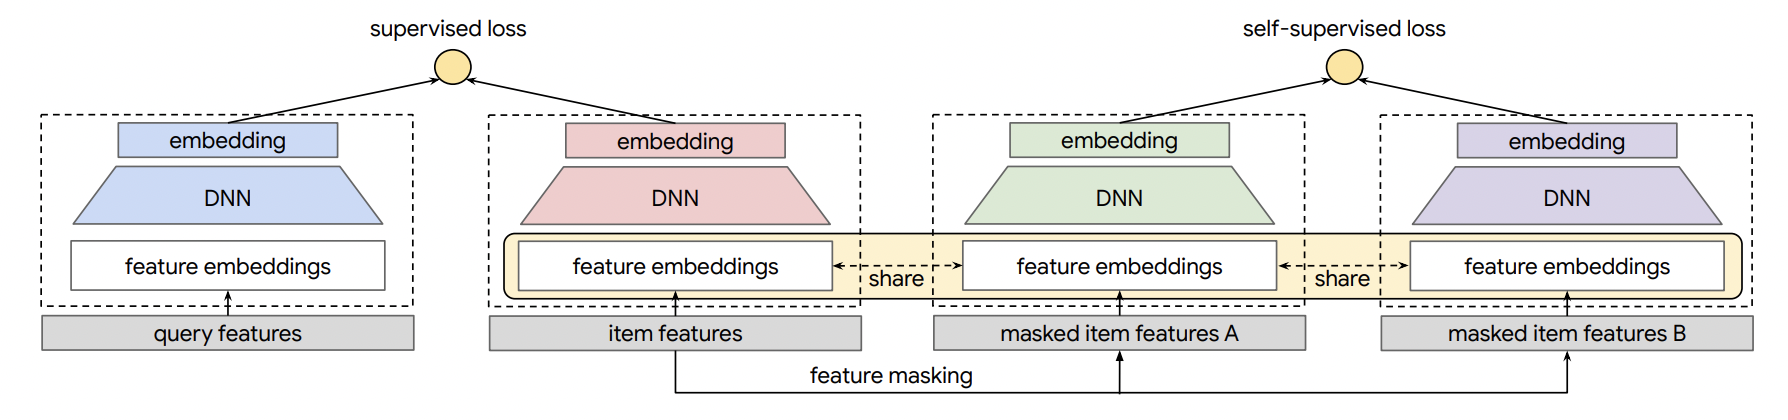 supervised loss
self-supervised loss
embedding
embedding
embedding
embedding
DNN
DNN
DNN
DNN
feature embeddings
feature embeddings
share
feature embeddings
share
feature embeddings
query features
item features
masked item features A
masked item features B
feature masking